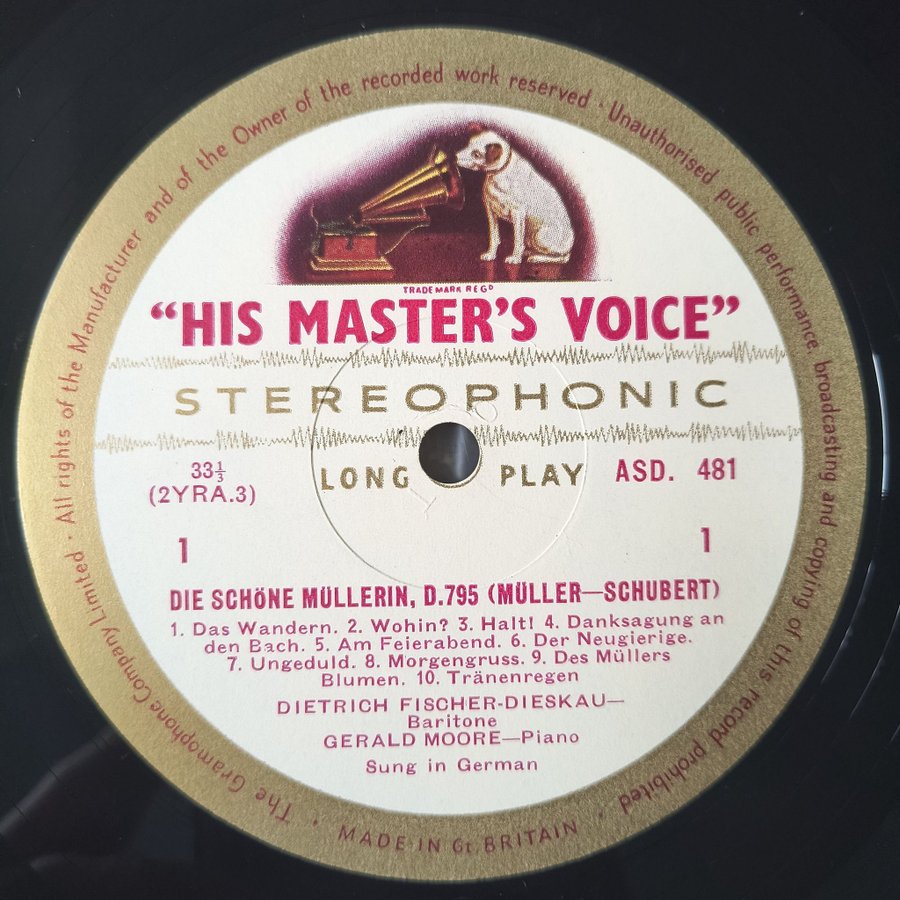 The Gramophone Company Limited · All rights of the Manufacturer and of the Owner of the recorded work reserved · Unauthorised public performance, broadcasting and copying of this record prohibited ·
TRADE MARK REGD
“HIS MASTER'S VOICE”
STEREOPHONIC
33⅓ LONG PLAY ASD. 481
(2YRA.3)
1 1
DIE SCHÖNE MÜLLERIN, D.795 (MÜLLER—SCHUBERT)
1. Das Wandern. 2. Wohin? 3. Halt! 4. Danksagung an
den Bach. 5. Am Feierabend. 6. Der Neugierige.
7. Ungeduld. 8. Morgengruss. 9. Des Müllers
Blumen. 10. Tränenregen
DIETRICH FISCHER-DIESKAU—
Baritone
GERALD MOORE—Piano
Sung in German
MADE IN Gt BRITAIN